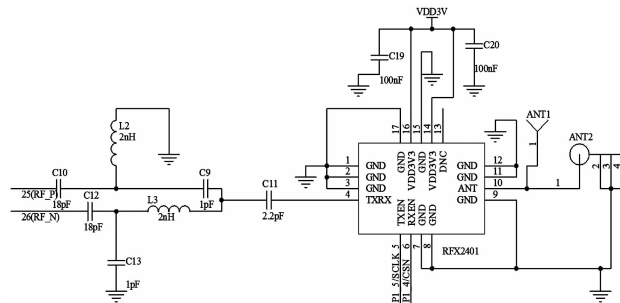 VDD3V
C19
100nF
C20
100nF
17
16
15
14
13
GND
VDD3V3
GND
VDD3V3
DNC
ANT1
1
ANT2
1
2
3
4
L2
2nH
C10
18pF
25(RF_P)
C12
18pF
26(RF_N)
C9
1pF
L3
2nH
C11
2.2pF
C13
1pF
1 GND
2 GND
3 GND
4 TXRX
GND 12
GND 11
ANT 10
GND 9
TXEN
RXEN
GND
GND
5
6
7
8
RFX2401
P1_5/SCLK
P1_4/CSN